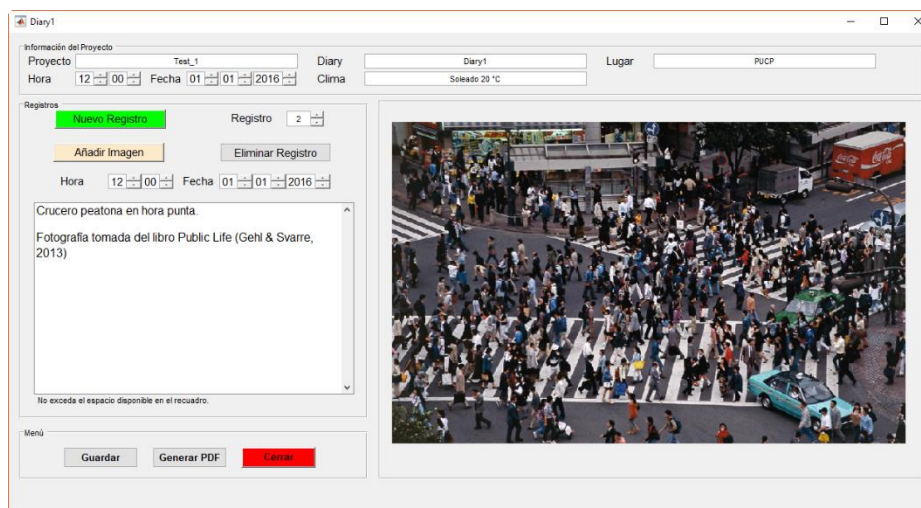 Diary1
Información del Proyecto
Proyecto Test_1 Diary Diary1 Lugar PUCP
Hora 12 00 Fecha 01 01 2016 Clima Soleado 20 °C
Registros
Nuevo Registro Registro 2
Añadir Imagen Eliminar Registro
Hora 12 00 Fecha 01 01 2016
Crucero peatona en hora punta.
Fotografía tomada del libro Public Life (Gehl & Svarre,
2013)
No exceda el espacio disponible en el recuadro.
Menú
Guardar Generar PDF Cerrar
Coca-Cola